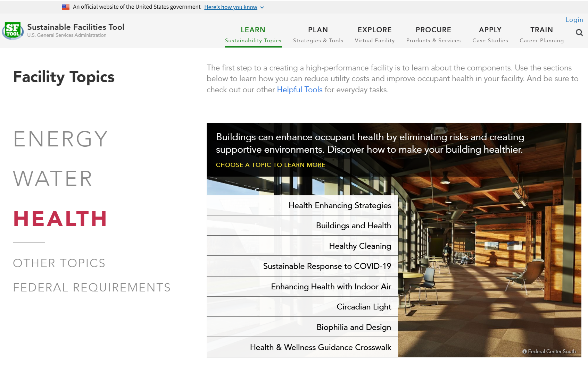 An official website of the United States government Here's how you know
Login
SF TOOL
Sustainable Facilities Tool
U.S. General Services Administration
LEARN
Sustainability Topics
PLAN
Strategies & Tools
EXPLORE
Virtual Facility
PROCURE
Products & Services
APPLY
Case Studies
TRAIN
Career Planning
Facility Topics
The first step to a creating a high-performance facility is to learn about the components. Use the sections
below to learn how you can reduce utility costs and improve occupant health in your facility. And be sure to
check out our other Helpful Tools for everyday tasks.
ENERGY
WATER
HEALTH
OTHER TOPICS
FEDERAL REQUIREMENTS
Buildings can enhance occupant health by eliminating risks and creating
supportive environments. Discover how to make your building healthier.
CHOOSE A TOPIC TO LEARN MORE
Health Enhancing Strategies
Buildings and Health
Healthy Cleaning
Sustainable Response to COVID-19
Enhancing Health with Indoor Air
Circadian Light
Biophilia and Design
Health & Wellness Guidance Crosswalk
Federal Center South